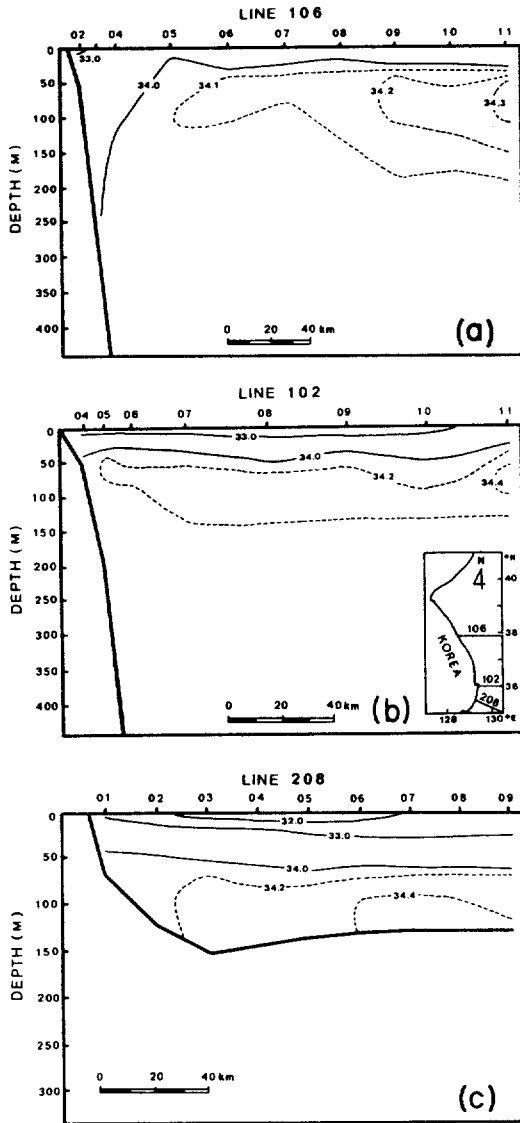 LINE 106
02 04 05 06 07 08 09 10 11
0
50
100
150
200
250
300
350
400
DEPTH (M)
33.0
34.0
34.1
34.2
34.3
0 20 40 km
(a)
LINE 102
04 05 06 07 08 09 10 11
0
50
100
150
200
250
300
350
400
DEPTH (M)
33.0
34.0
34.2
34.4
0 20 40 km
(b)
N
°N
40
38
36
KOREA
106
102
208
128 130 °E
LINE 208
01 02 03 04 05 06 07 08 09
0
50
100
150
200
250
300
DEPTH (M)
32.0
33.0
34.0
34.2
34.4
0 20 40 km
(c)